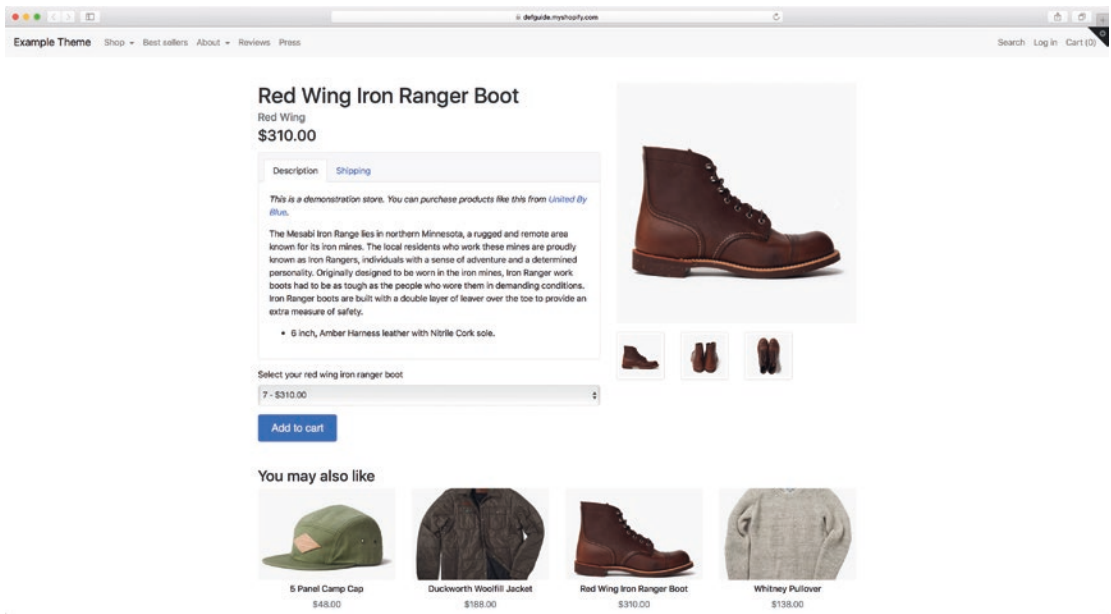 defguide.myshopify.com
Example Theme Shop Best sellers About Reviews Press Search Log in Cart (0)
Red Wing Iron Ranger Boot
Red Wing
$310.00
Description Shipping
This is a demonstration store. You can purchase products like this from United By
Blue.
The Mesabi Iron Range lies in northern Minnesota, a rugged and remote area
known for its iron mines. The local residents who work these mines are proudly
known as Iron Rangers, individuals with a sense of adventure and a determined
personality. Originally designed to be worn in the iron mines, Iron Ranger work
boots had to be as tough as the people who wore them in demanding conditions.
Iron Ranger boots are built with a double layer of leaver over the toe to provide an
extra measure of safety.
• 6 inch, Amber Harness leather with Nitrile Cork sole.
Select your red wing iron ranger boot
7 - $310.00
Add to cart
You may also like
5 Panel Camp Cap Duckworth Woolfill Jacket Red Wing Iron Ranger Boot Whitney Pullover
$48.00 $188.00 $310.00 $138.00